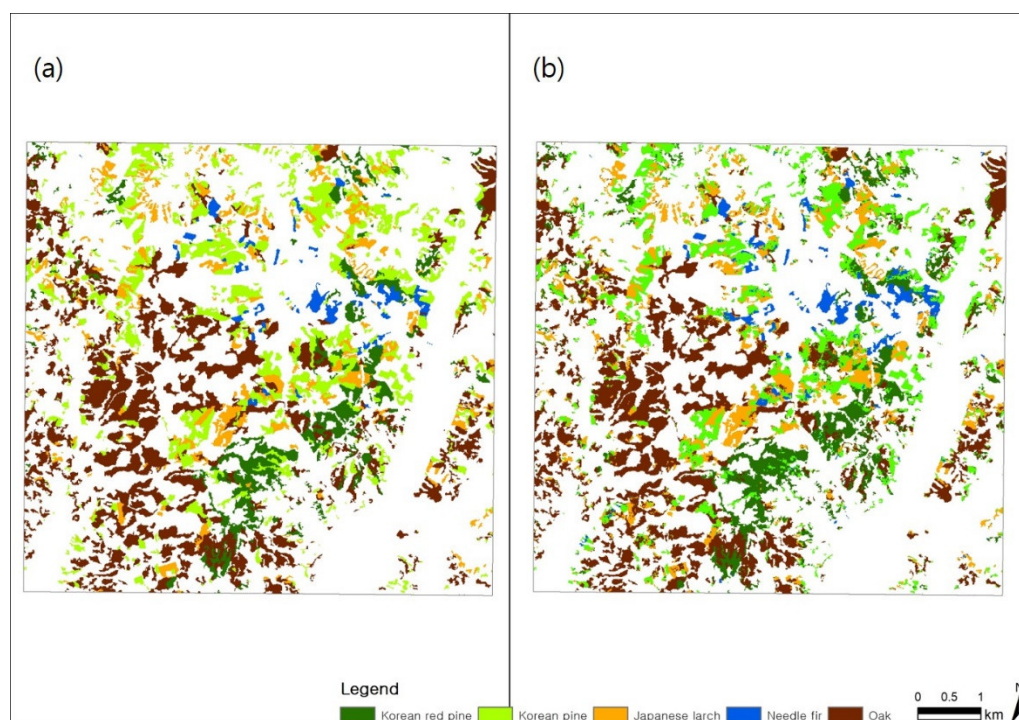 (a)
(b)
Legend
Korean red pine
Korean pine
Japanese larch
Needle fir
Oak
0 0.5 1
km
N